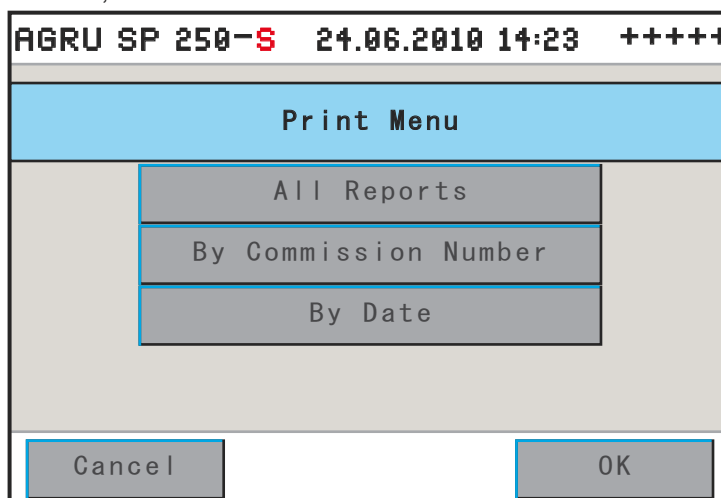 AGRU SP 250-S 24.06.2010 14:23 +++++
Print Menu
All Reports
By Commission Number
By Date
Cancel OK